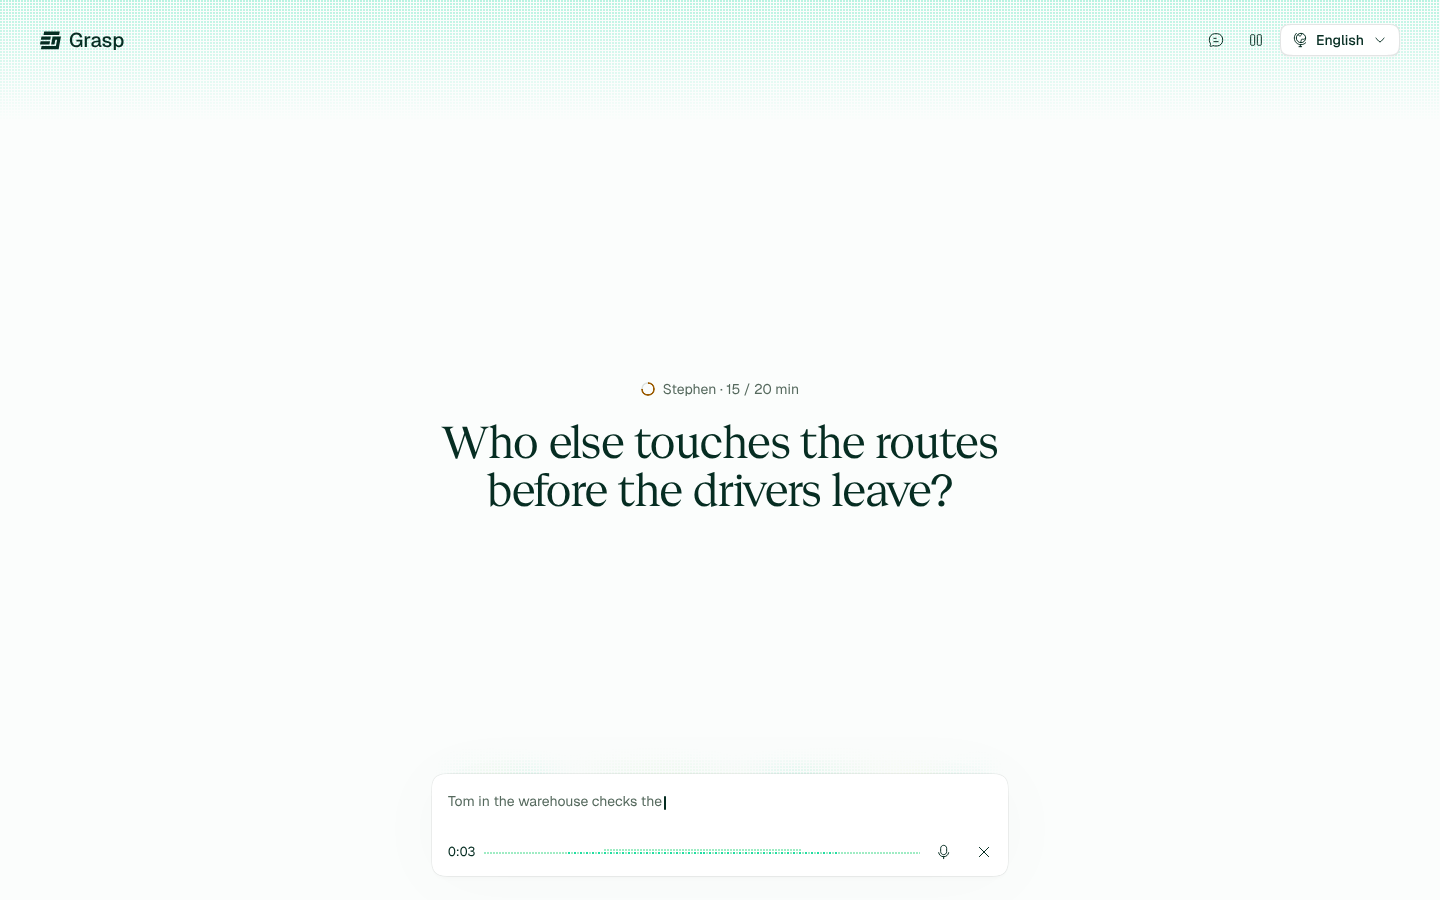 Grasp
English
Stephen · 15 / 20 min
Who else touches the routes
before the drivers leave?
Tom in the warehouse checks the
0:03